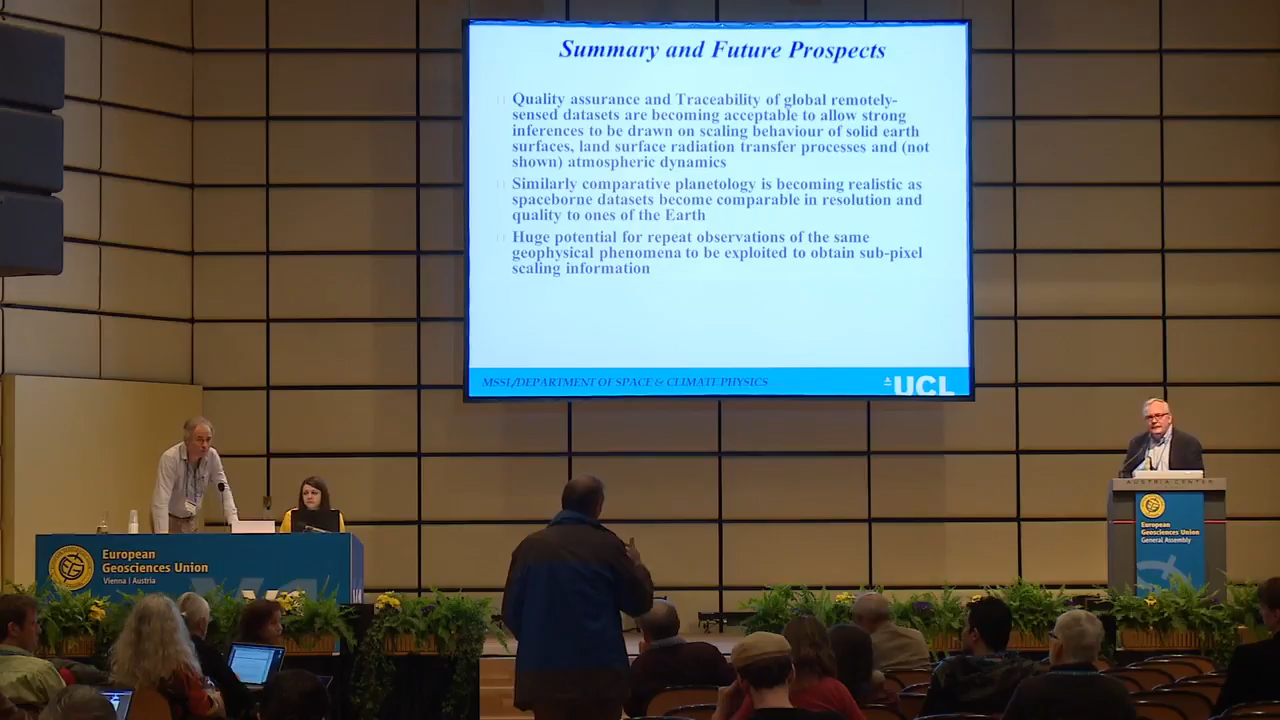 Summary and Future Prospects
Quality assurance and Traceability of global remotely-
sensed datasets are becoming acceptable to allow strong
inferences to be drawn on scaling behaviour of solid earth
surfaces, land surface radiation transfer processes and (not
shown) atmospheric dynamics
Similarly comparative planetology is becoming realistic as
spaceborne datasets become comparable in resolution and
quality to ones of the Earth
Huge potential for repeat observations of the same
geophysical phenomena to be exploited to obtain sub-pixel
scaling information
MSSL/DEPARTMENT OF SPACE & CLIMATE PHYSICS
UCL
European
Geosciences Union
Vienna | Austria
AUSTRIA CENTER
European
Geosciences Union
General Assembly